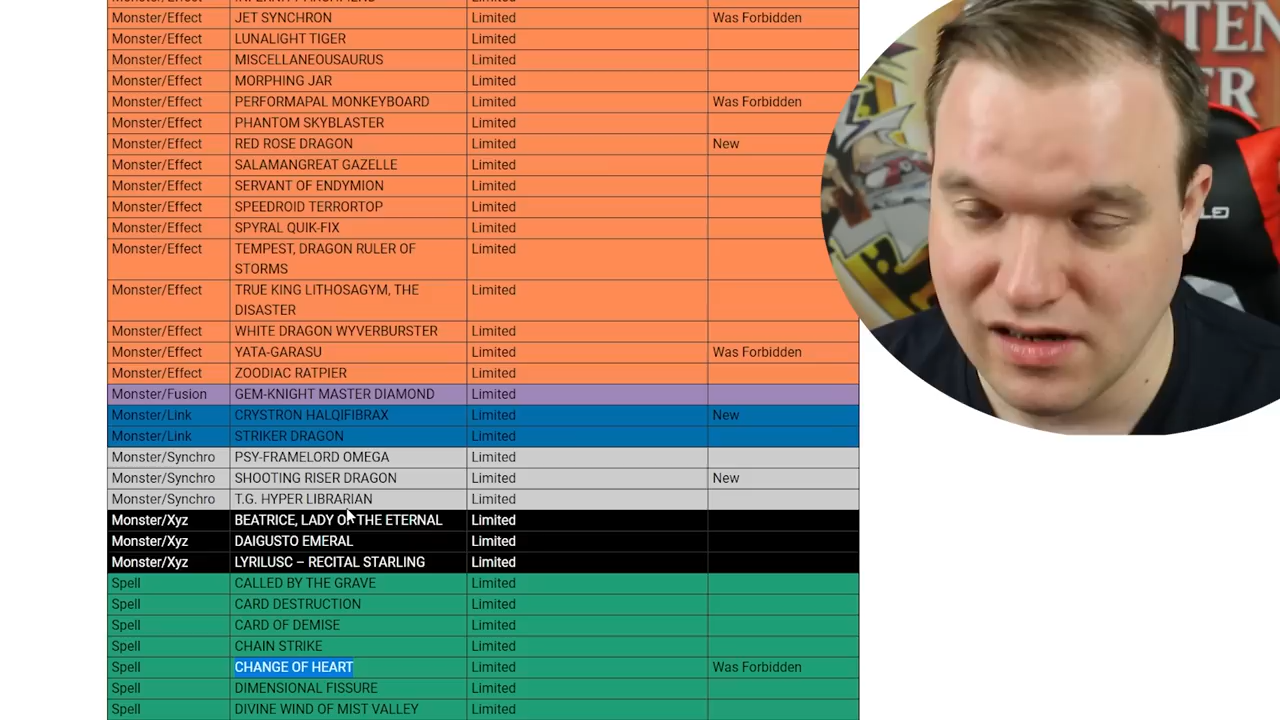 Monster/Effect
Limited
Monster/Effect JET SYNCHRON Limited Was Forbidden
Monster/Effect LUNALIGHT TIGER Limited
Monster/Effect MISCELLANEOUSAURUS Limited
Monster/Effect MORPHING JAR Limited
Monster/Effect PERFORMAPAL MONKEYBOARD Limited Was Forbidden
Monster/Effect PHANTOM SKYBLASTER Limited
Monster/Effect RED ROSE DRAGON Limited New
Monster/Effect SALAMANGREAT GAZELLE Limited
Monster/Effect SERVANT OF ENDYMION Limited
Monster/Effect SPEEDROID TERRORTOP Limited
Monster/Effect SPYRAL QUIK-FIX Limited
Monster/Effect TEMPEST, DRAGON RULER OF Limited
STORMS
Monster/Effect TRUE KING LITHOSAGYM, THE Limited
DISASTER
Monster/Effect WHITE DRAGON WYVERBURSTER Limited
Monster/Effect YATA-GARASU Limited Was Forbidden
Monster/Effect ZOODIAC RATPIER Limited
Monster/Fusion GEM-KNIGHT MASTER DIAMOND Limited
Monster/Link CRYSTRON HALQIFIBRAX Limited New
Monster/Link STRIKER DRAGON Limited
Monster/Synchro PSY-FRAMELORD OMEGA Limited
Monster/Synchro SHOOTING RISER DRAGON Limited New
Monster/Synchro T.G. HYPER LIBRARIAN Limited
Monster/Xyz BEATRICE, LADY OF THE ETERNAL Limited
Monster/Xyz DAIGUSTO EMERAL Limited
Monster/Xyz LYRILUSC – RECITAL STARLING Limited
Spell CALLED BY THE GRAVE Limited
Spell CARD DESTRUCTION Limited
Spell CARD OF DEMISE Limited
Spell CHAIN STRIKE Limited
Spell CHANGE OF HEART Limited Was Forbidden
Spell DIMENSIONAL FISSURE Limited
Spell DIVINE WIND OF MIST VALLEY Limited